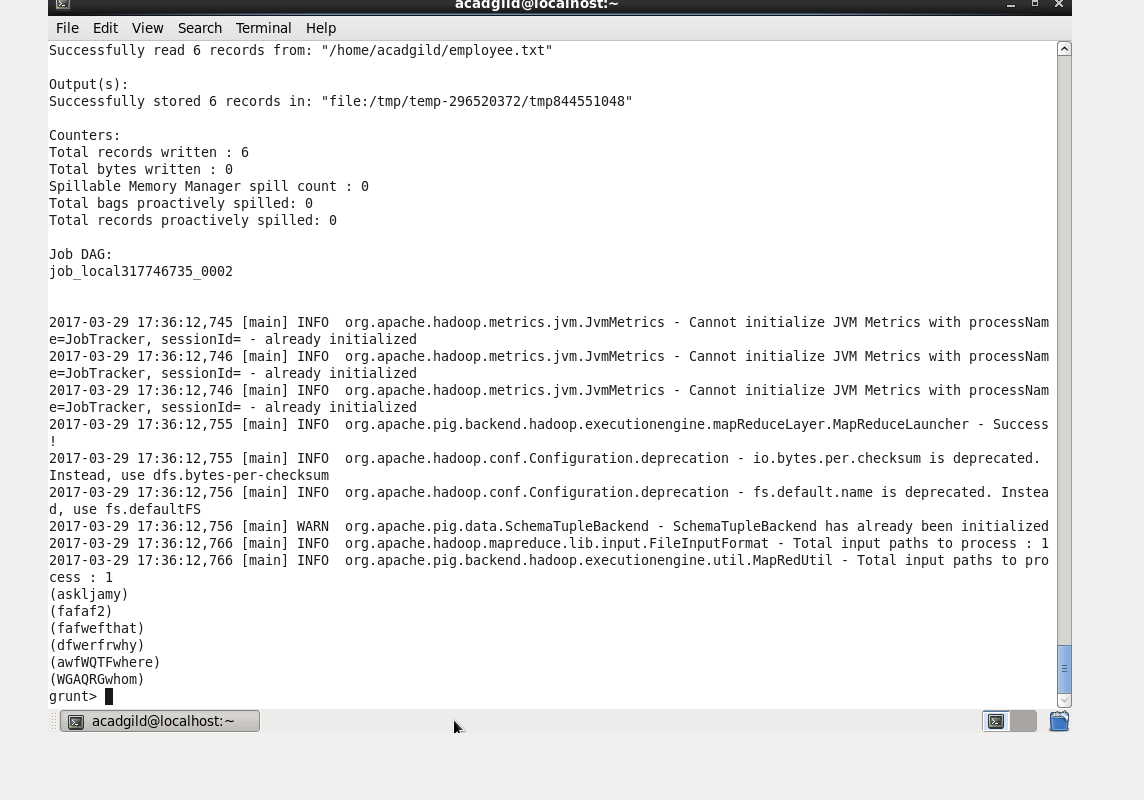 acadgild@localhost:~
File Edit View Search Terminal Help
Successfully read 6 records from: "/home/acadgild/employee.txt"
Output(s):
Successfully stored 6 records in: "file:/tmp/temp-296520372/tmp844551048"
Counters:
Total records written : 6
Total bytes written : 0
Spillable Memory Manager spill count : 0
Total bags proactively spilled: 0
Total records proactively spilled: 0
Job DAG:
job_local317746735_0002
2017-03-29 17:36:12,745 [main] INFO  org.apache.hadoop.metrics.jvm.JvmMetrics - Cannot initialize JVM Metrics with processNam
e=JobTracker, sessionId= - already initialized
2017-03-29 17:36:12,746 [main] INFO  org.apache.hadoop.metrics.jvm.JvmMetrics - Cannot initialize JVM Metrics with processNam
e=JobTracker, sessionId= - already initialized
2017-03-29 17:36:12,746 [main] INFO  org.apache.hadoop.metrics.jvm.JvmMetrics - Cannot initialize JVM Metrics with processNam
e=JobTracker, sessionId= - already initialized
2017-03-29 17:36:12,755 [main] INFO  org.apache.pig.backend.hadoop.executionengine.mapReduceLayer.MapReduceLauncher - Success
!
2017-03-29 17:36:12,755 [main] INFO  org.apache.hadoop.conf.Configuration.deprecation - io.bytes.per.checksum is deprecated.
Instead, use dfs.bytes-per-checksum
2017-03-29 17:36:12,756 [main] INFO  org.apache.hadoop.conf.Configuration.deprecation - fs.default.name is deprecated. Instea
d, use fs.defaultFS
2017-03-29 17:36:12,756 [main] WARN  org.apache.pig.data.SchemaTupleBackend - SchemaTupleBackend has already been initialized
2017-03-29 17:36:12,766 [main] INFO  org.apache.hadoop.mapreduce.lib.input.FileInputFormat - Total input paths to process : 1
2017-03-29 17:36:12,766 [main] INFO  org.apache.pig.backend.hadoop.executionengine.util.MapRedUtil - Total input paths to pro
cess : 1
(askljamy)
(fafaf2)
(fafwefthat)
(dfwerfrwhy)
(awfWQTFwhere)
(WGAQRGwhom)
grunt>
acadgild@localhost:~